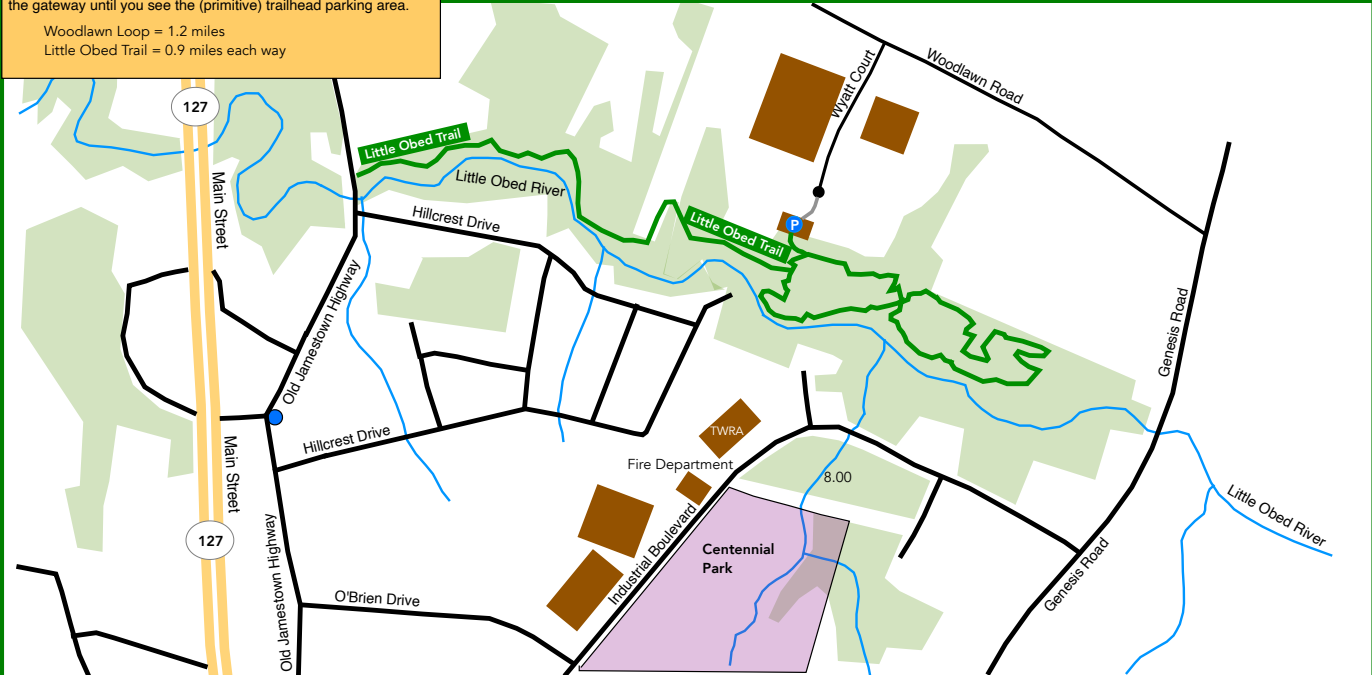 the gateway until you see the (primitive) trailhead parking area.
Woodlawn Loop = 1.2 miles
Little Obed Trail = 0.9 miles each way
127
Main Street
Little Obed Trail
Little Obed River
Hillcrest Drive
Old Jamestown Highway
Wyatt Court
Woodlawn Road
P
Little Obed Trail
Genesis Road
Main Street
Hillcrest Drive
TWRA
Fire Department
8.00
Little Obed River
127
Old Jamestown Highway
O'Brien Drive
Industrial Boulevard
Centennial
Park
Genesis Road